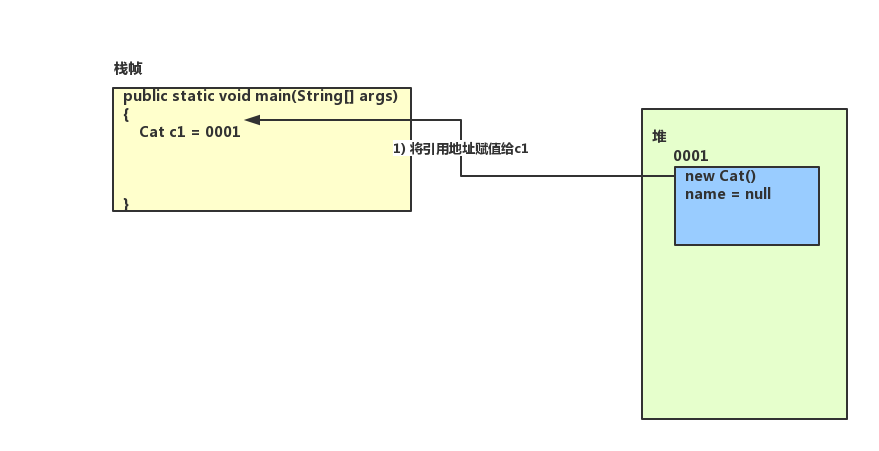 栈帧
public static void main(String[] args)
{
Cat c1 = 0001
}
1) 将引用地址赋值给c1
堆
0001
new Cat()
name = null